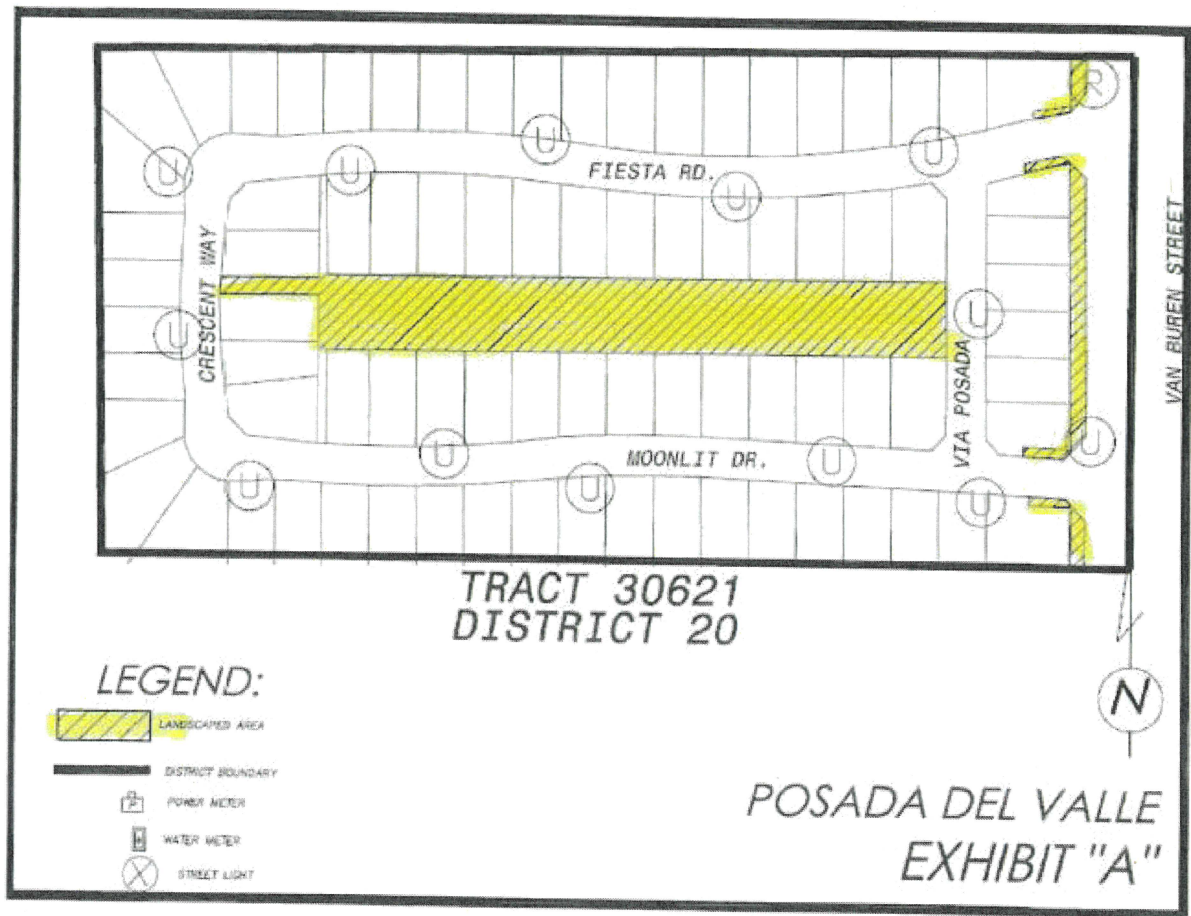 R
U
U
U
U
FIESTA RD.
U
CRESCENT WAY
VAN BUREN STREET
U
U
VIA POSADA
U
U
MOONLIT DR.
U
U
U
U
TRACT 30621
DISTRICT 20
LEGEND:
LANDSCAPED AREA
DISTRICT BOUNDARY
P
POWER METER
WATER METER
X
STREET LIGHT
N
POSADA DEL VALLE
EXHIBIT "A"